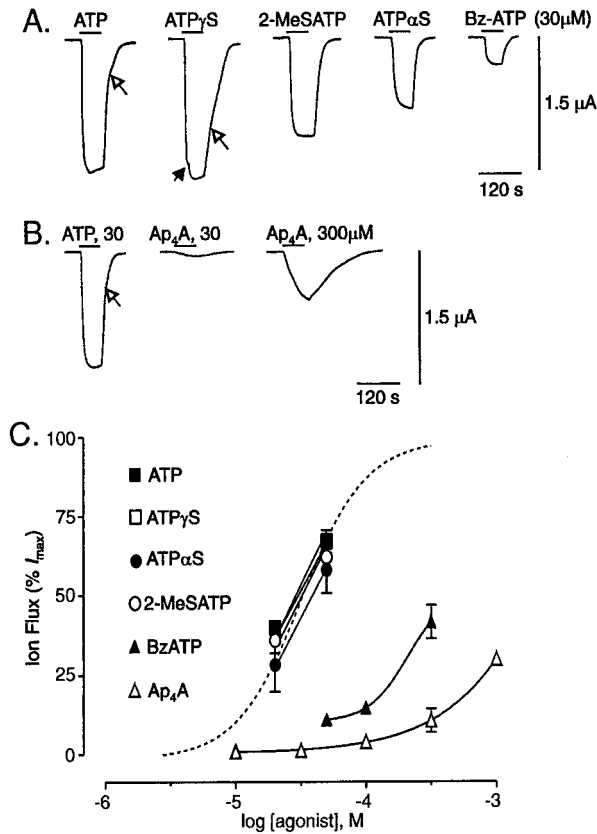 A.
ATP ATPγS 2-MeSATP ATPαS Bz-ATP (30μM)
1.5 μA
120 s
B.
ATP, 30 Ap₄A, 30 Ap₄A, 300μM
1.5 μA
120 s
C.
100
75
50
25
0
Ion Flux (% Imax)
ATP
ATPγS
ATPαS
2-MeSATP
BzATP
Ap₄A
-6 -5 -4 -3
log [agonist], M